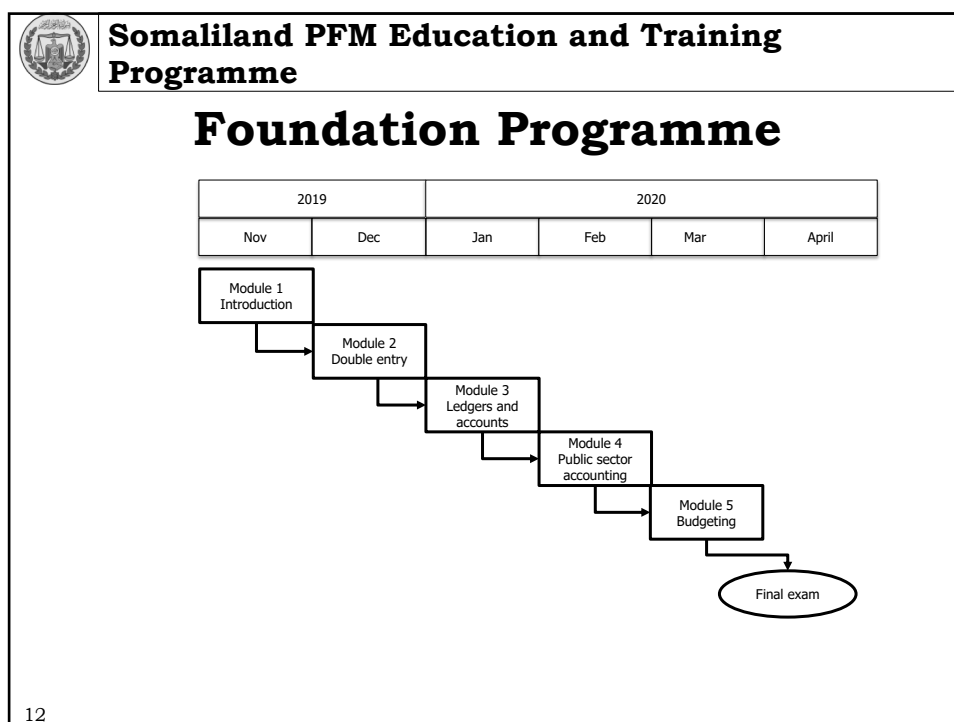 Somaliland PFM Education and Training
Programme
Foundation Programme
2019
2020
Nov
Dec
Jan
Feb
Mar
April
Module 1
Introduction
Module 2
Double entry
Module 3
Ledgers and
accounts
Module 4
Public sector
accounting
Module 5
Budgeting
Final exam
12